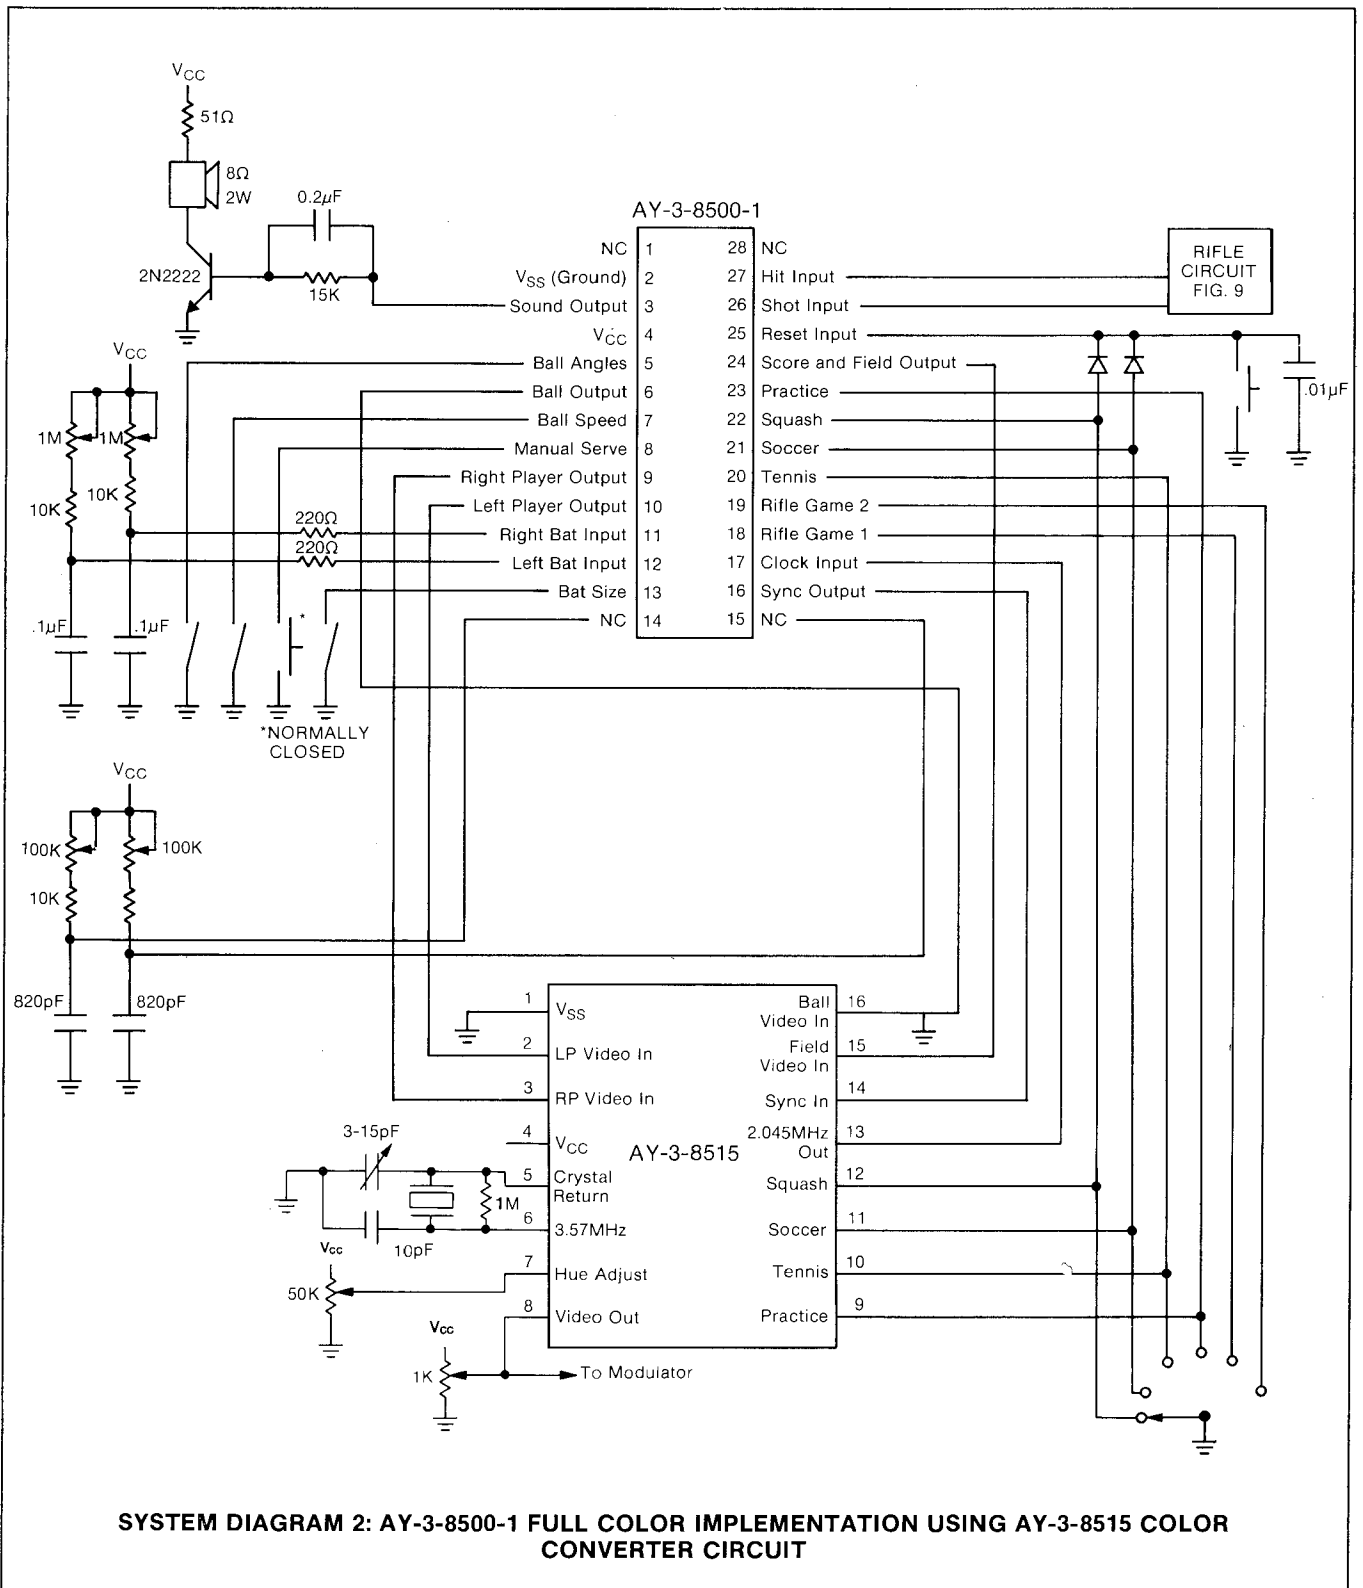 V_CC
51Ω
8Ω
2W
0.2μF
2N2222
15K
AY-3-8500-1
NC 1
V_SS (Ground) 2
Sound Output 3
V_CC 4
Ball Angles 5
Ball Output 6
Ball Speed 7
Manual Serve 8
Right Player Output 9
Left Player Output 10
Right Bat Input 11
Left Bat Input 12
Bat Size 13
NC 14
28 NC
27 Hit Input
26 Shot Input
25 Reset Input
24 Score and Field Output
23 Practice
22 Squash
21 Soccer
20 Tennis
19 Rifle Game 2
18 Rifle Game 1
17 Clock Input
16 Sync Output
15 NC
RIFLE
CIRCUIT
FIG. 9
.01μF
V_CC
1M
1M
10K
10K
220Ω
220Ω
.1μF
.1μF
*
*NORMALLY
CLOSED
V_CC
100K
100K
10K
820pF
820pF
AY-3-8515
1 V_SS
2 LP Video In
3 RP Video In
4 V_CC
5 Crystal
Return
6 3.57MHz
7 Hue Adjust
8 Video Out
Ball 16
Video In
Field 15
Video In
Sync In 14
2.045MHz 13
Out
Squash 12
Soccer 11
Tennis 10
Practice 9
3-15pF
1M
10pF
Vcc
50K
Vcc
1K
To Modulator
SYSTEM DIAGRAM 2: AY-3-8500-1 FULL COLOR IMPLEMENTATION USING AY-3-8515 COLOR
CONVERTER CIRCUIT